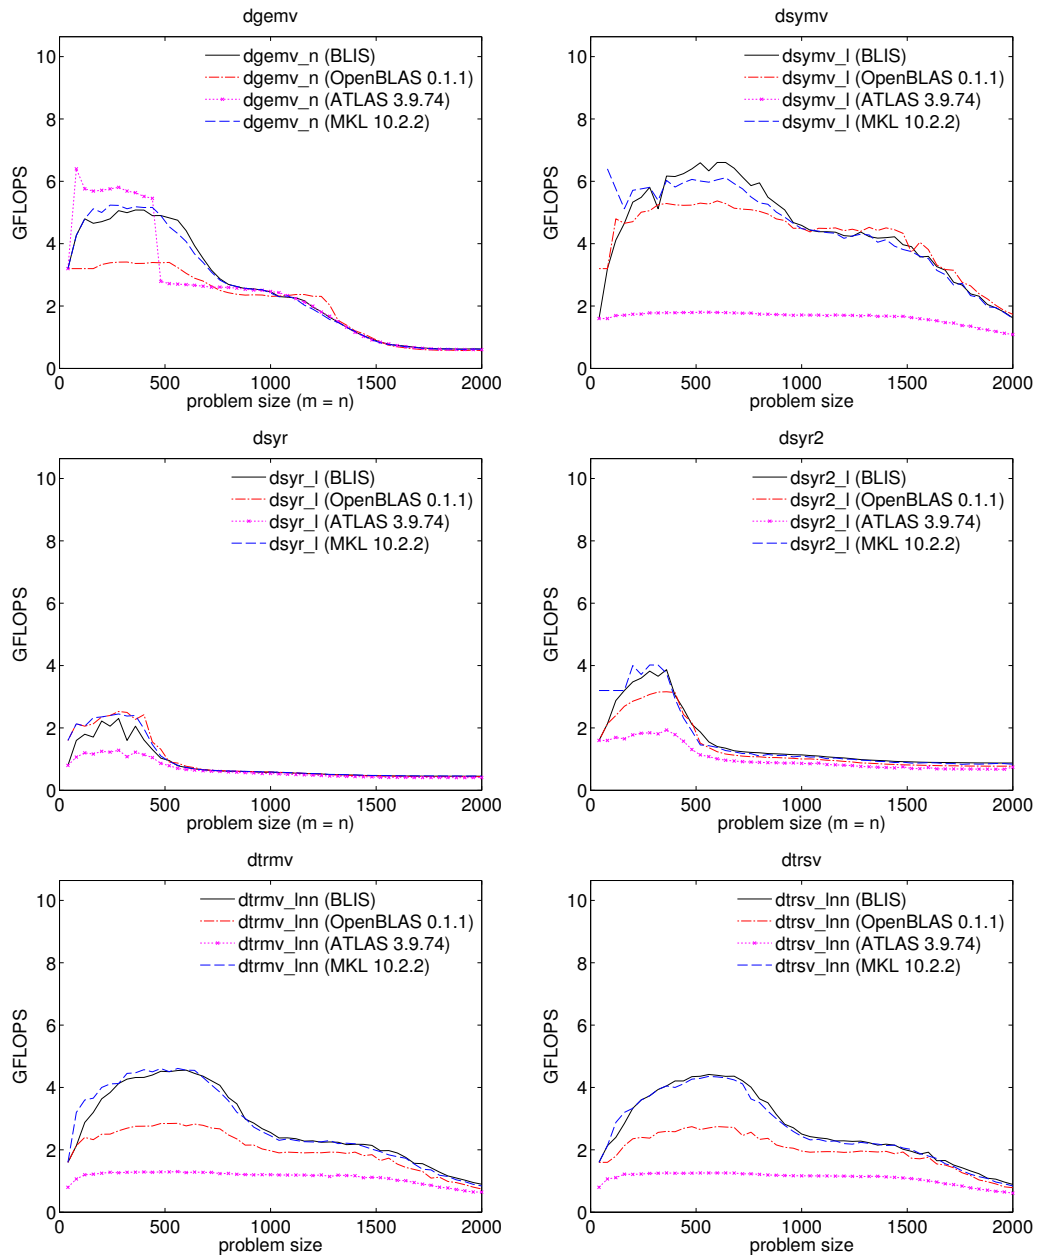 dgemv
GFLOPS
10
8
6
4
2
0
dgemv_n (BLIS)
dgemv_n (OpenBLAS 0.1.1)
dgemv_n (ATLAS 3.9.74)
dgemv_n (MKL 10.2.2)
0 500 1000 1500 2000
problem size (m = n)
dsymv
GFLOPS
10
8
6
4
2
0
dsymv_l (BLIS)
dsymv_l (OpenBLAS 0.1.1)
dsymv_l (ATLAS 3.9.74)
dsymv_l (MKL 10.2.2)
0 500 1000 1500 2000
problem size
dsyr
GFLOPS
10
8
6
4
2
0
dsyr_l (BLIS)
dsyr_l (OpenBLAS 0.1.1)
dsyr_l (ATLAS 3.9.74)
dsyr_l (MKL 10.2.2)
0 500 1000 1500 2000
problem size (m = n)
dsyr2
GFLOPS
10
8
6
4
2
0
dsyr2_l (BLIS)
dsyr2_l (OpenBLAS 0.1.1)
dsyr2_l (ATLAS 3.9.74)
dsyr2_l (MKL 10.2.2)
0 500 1000 1500 2000
problem size (m = n)
dtrmv
GFLOPS
10
8
6
4
2
0
dtrmv_lnn (BLIS)
dtrmv_lnn (OpenBLAS 0.1.1)
dtrmv_lnn (ATLAS 3.9.74)
dtrmv_lnn (MKL 10.2.2)
0 500 1000 1500 2000
problem size
dtrsv
GFLOPS
10
8
6
4
2
0
dtrsv_lnn (BLIS)
dtrsv_lnn (OpenBLAS 0.1.1)
dtrsv_lnn (ATLAS 3.9.74)
dtrsv_lnn (MKL 10.2.2)
0 500 1000 1500 2000
problem size